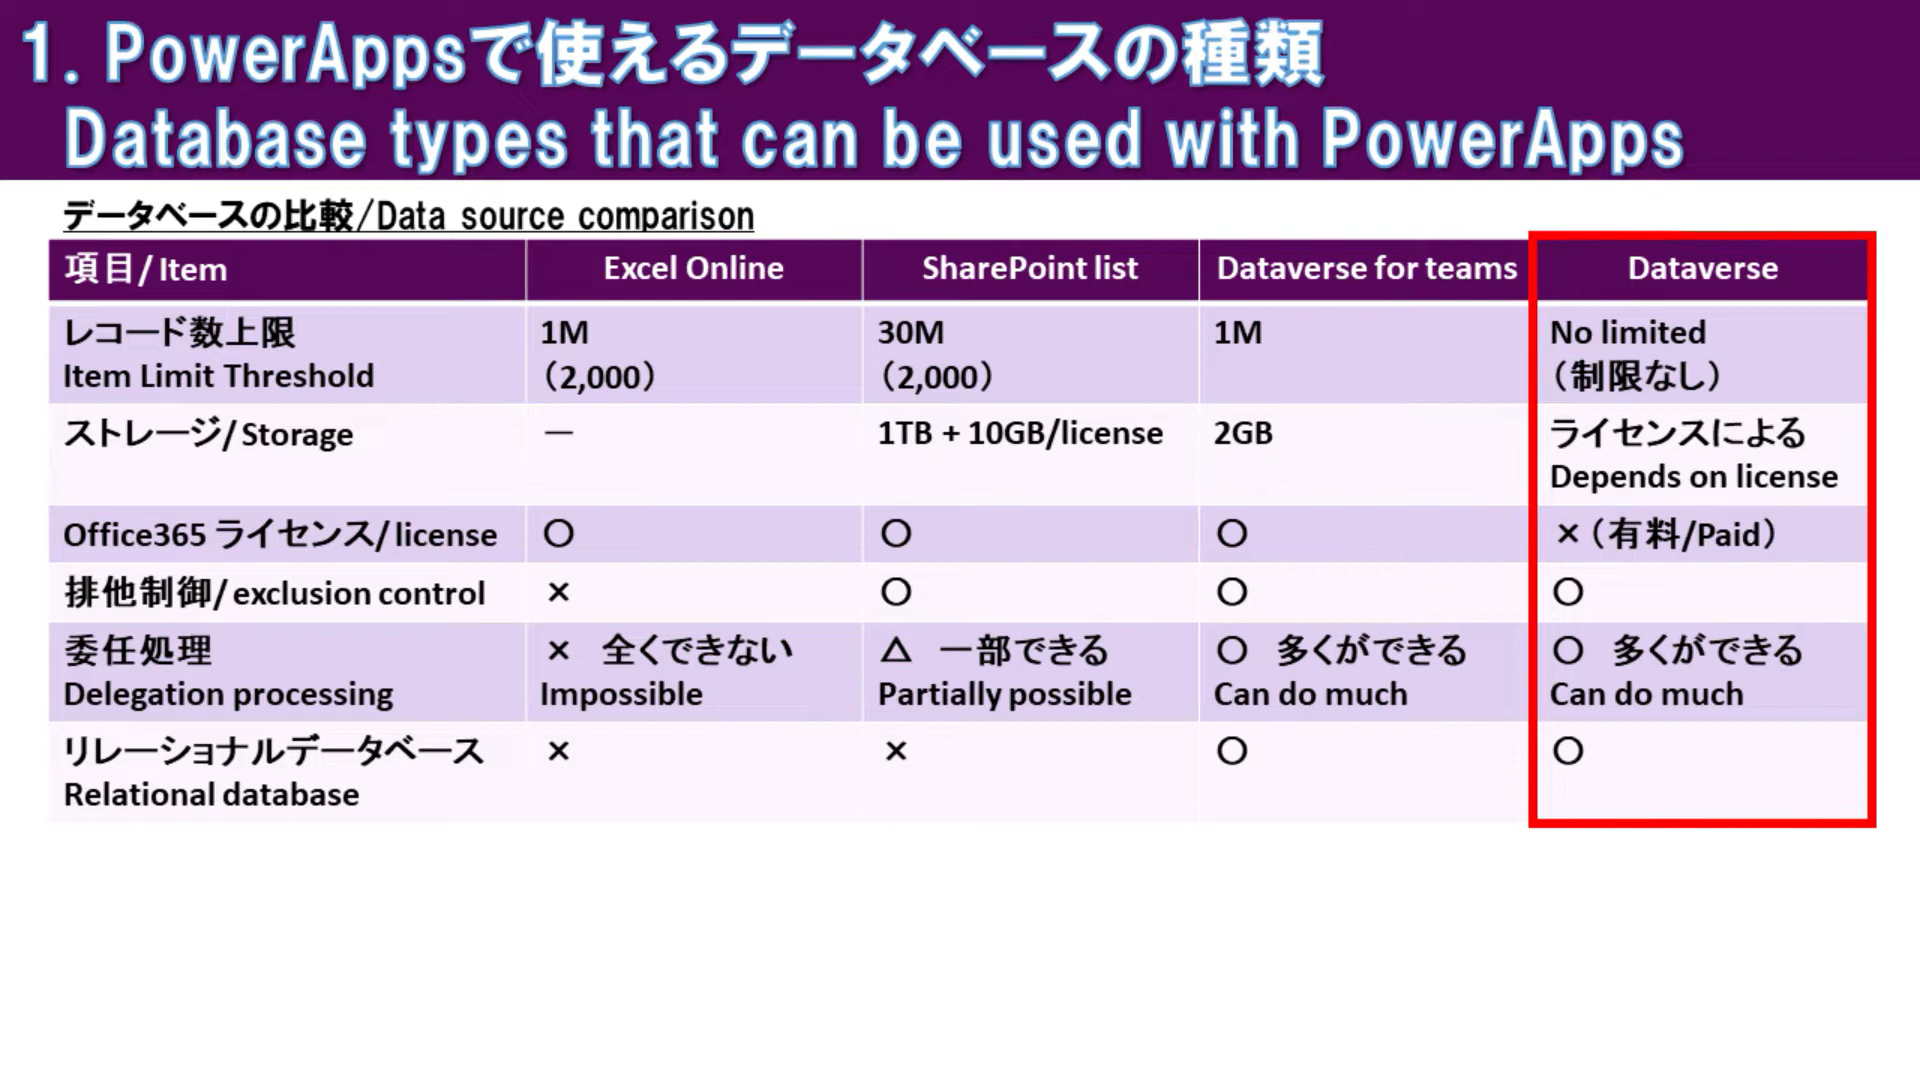 1. PowerAppsで使えるデータベースの種類
Database types that can be used with PowerApps
データベースの比較/Data source comparison
項目/Item Excel Online SharePoint list Dataverse for teams Dataverse
レコード数上限 1M 30M 1M No limited
Item Limit Threshold （2,000） （2,000） （制限なし）
ストレージ/Storage － 1TB + 10GB/license 2GB ライセンスによる
Depends on license
Office365 ライセンス/license 〇 〇 〇 ×（有料/Paid）
排他制御/exclusion control × 〇 〇 〇
委任処理 × 全くできない △ 一部できる 〇 多くができる 〇 多くができる
Delegation processing Impossible Partially possible Can do much Can do much
リレーショナルデータベース × × 〇 〇
Relational database